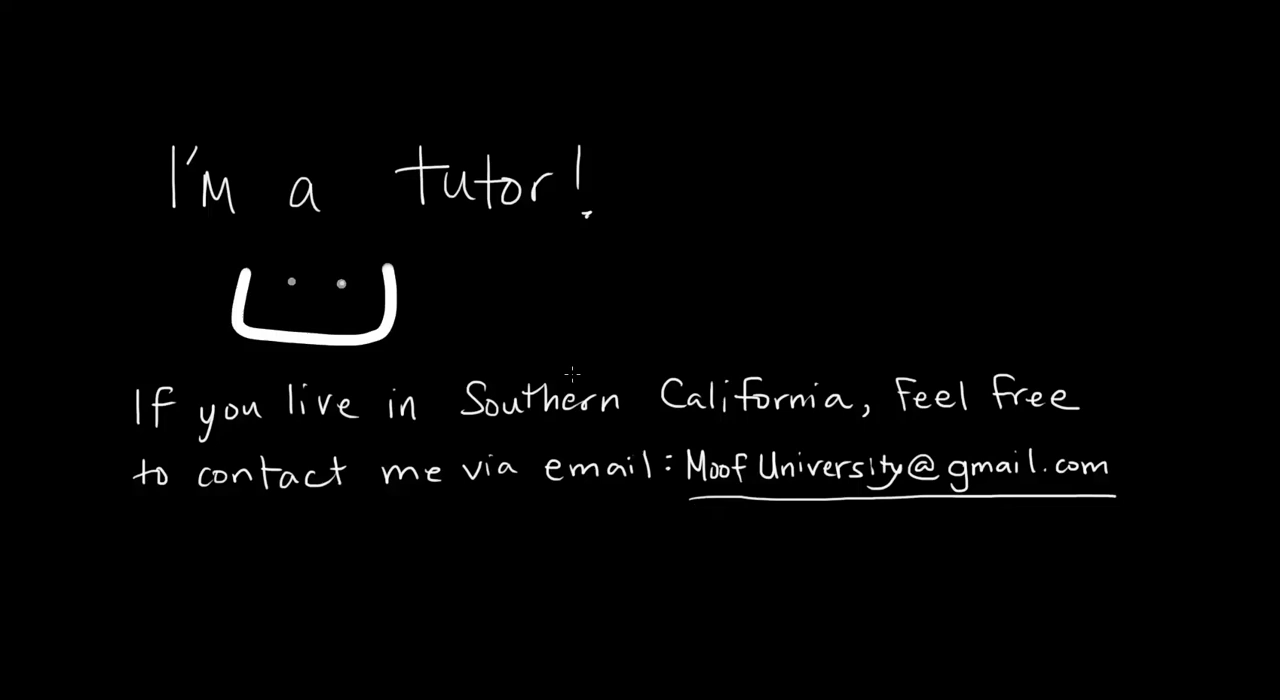 I'm a tutor!
If you live in Southern California, Feel free
to contact me via email: MoofUniversity@gmail.com